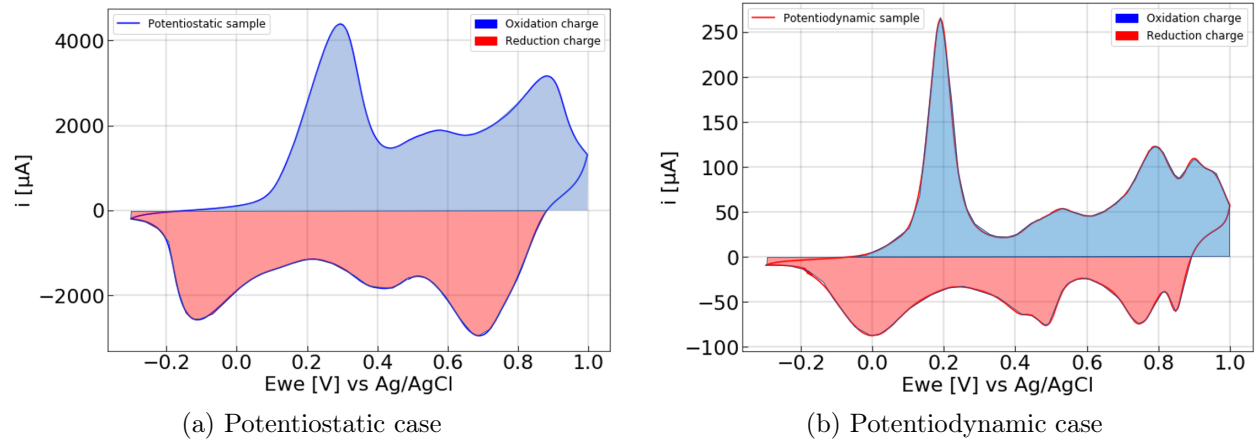 Potentiostatic sample
Oxidation charge
Reduction charge
4000
2000
0
−2000
i [μA]
−0.2 0.0 0.2 0.4 0.6 0.8 1.0
Ewe [V] vs Ag/AgCl
(a) Potentiostatic case
Potentiodynamic sample
Oxidation charge
Reduction charge
250
200
150
100
50
0
−50
−100
i [μA]
−0.2 0.0 0.2 0.4 0.6 0.8 1.0
Ewe [V] vs Ag/AgCl
(b) Potentiodynamic case